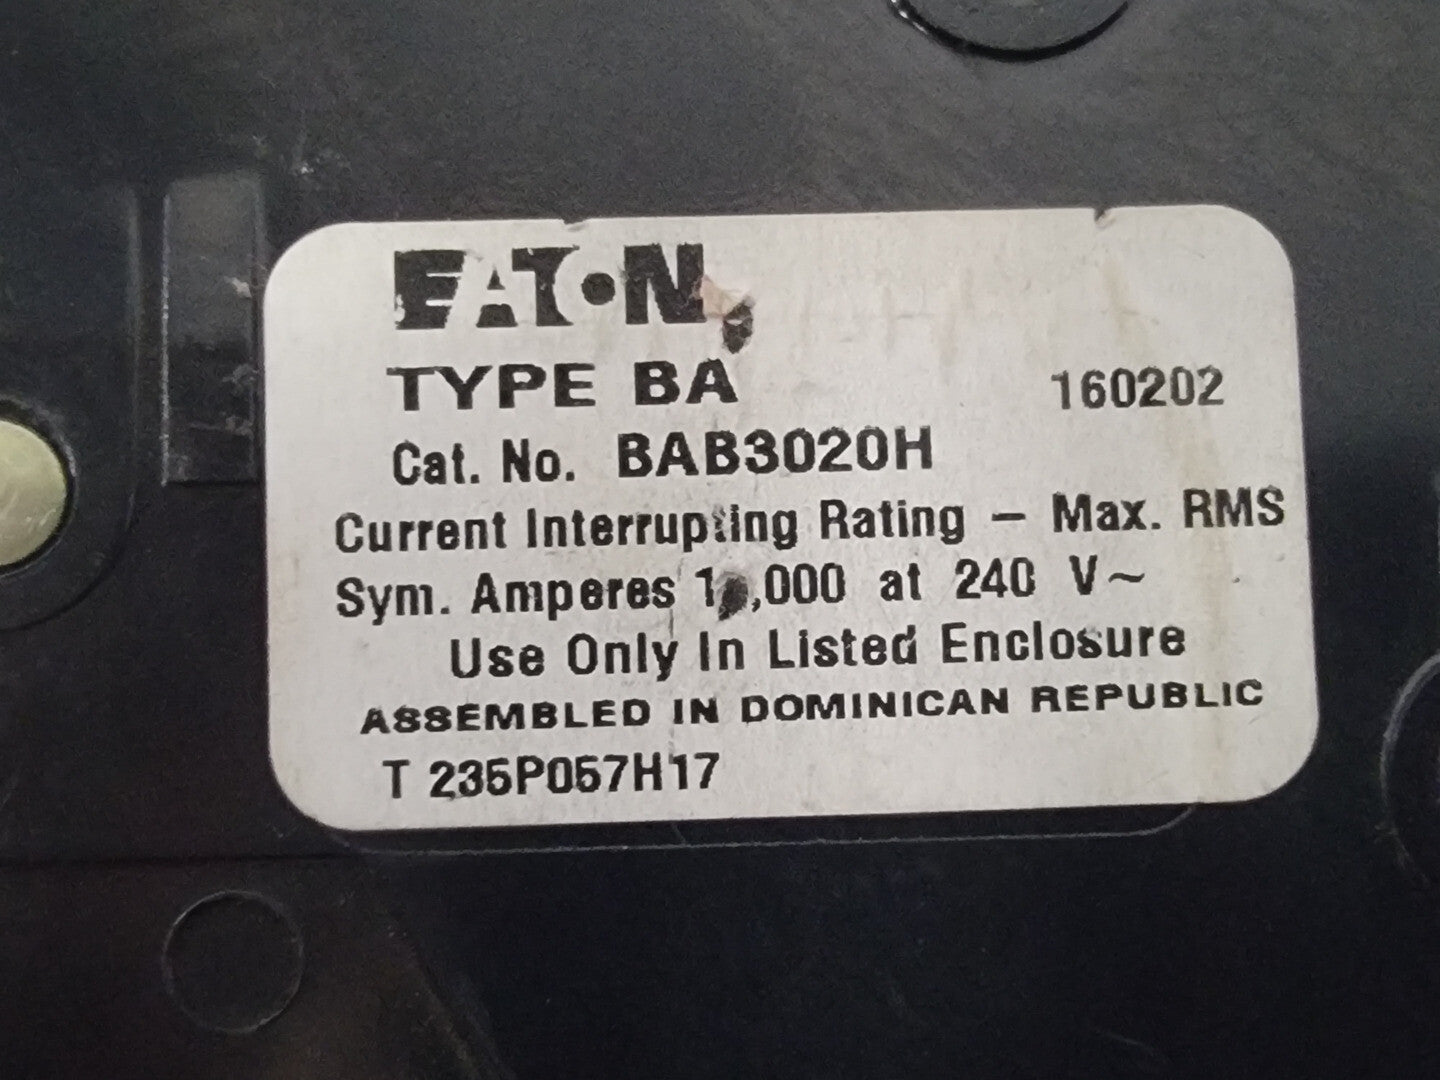 EATON
TYPE BA 160202
Cat. No. BAB3020H
Current Interrupting Rating – Max. RMS
Sym. Amperes at 240 V~
Use Only In Listed Enclosure
ASSEMBLED IN DOMINICAN REPUBLIC
T 235P057H17